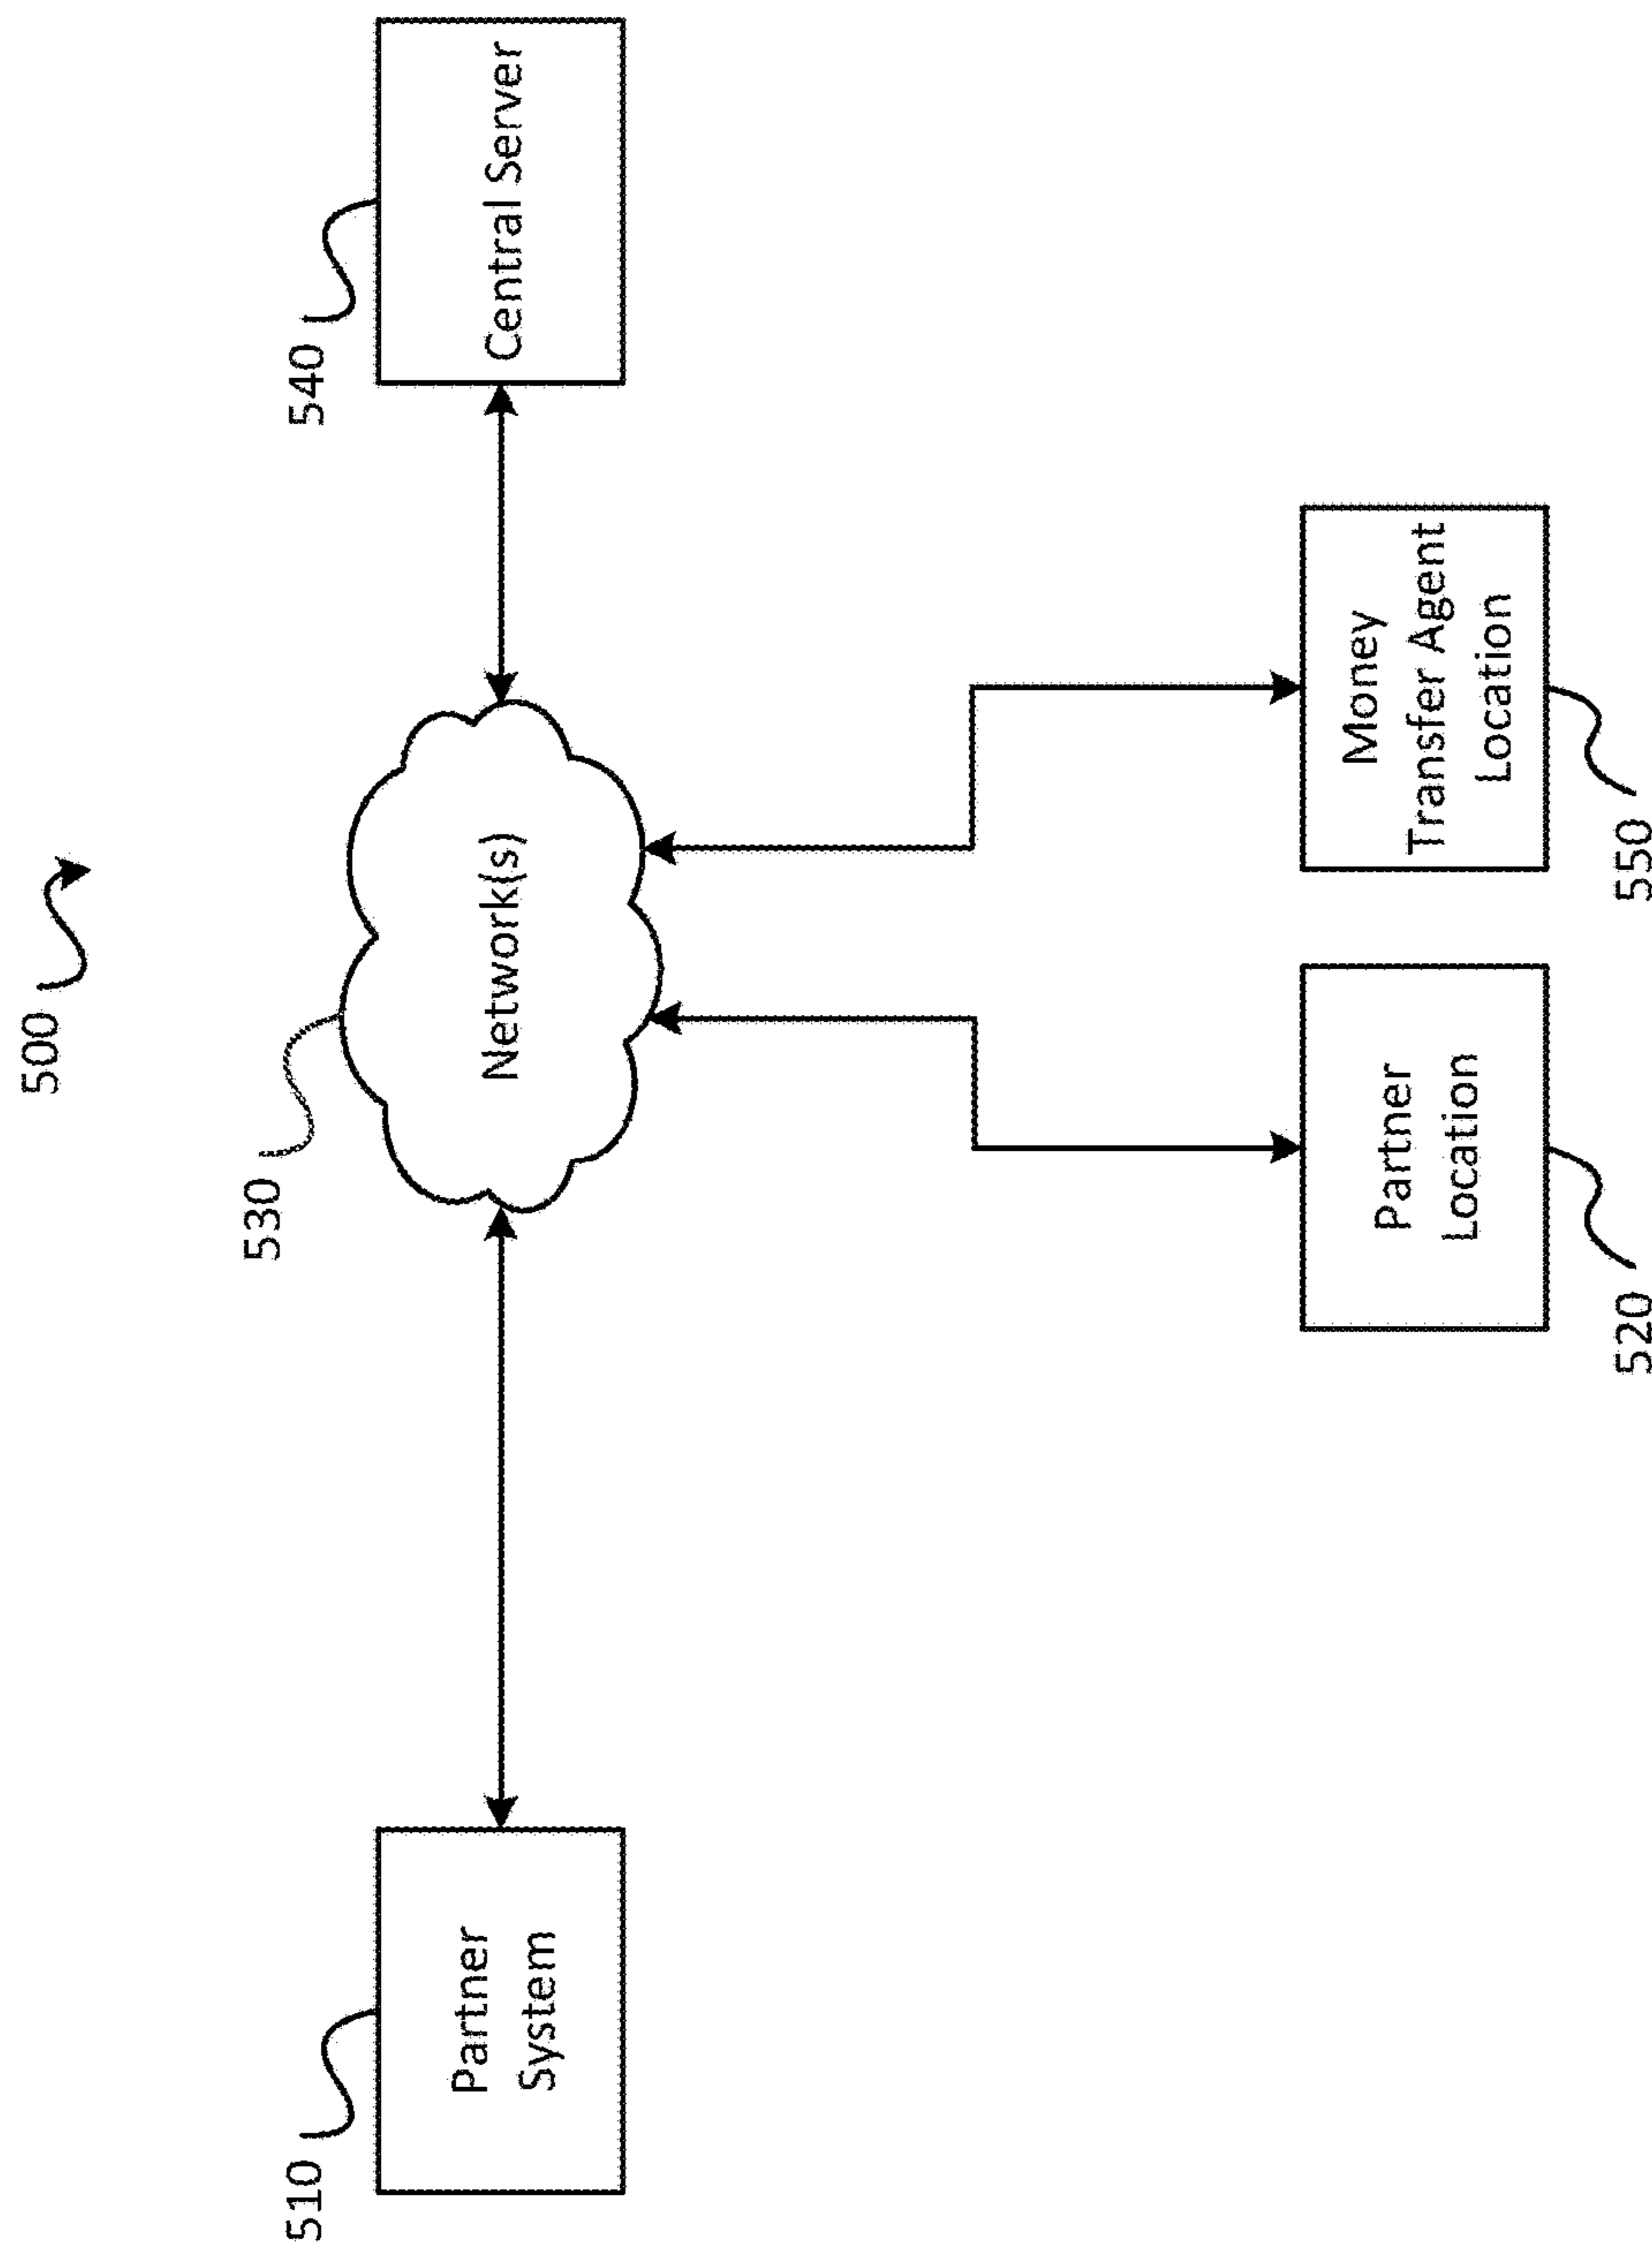 500
530
540
510
Partner
System
Network(s)
Central Server
Partner
Location
Money
Transfer Agent
Location
520
550